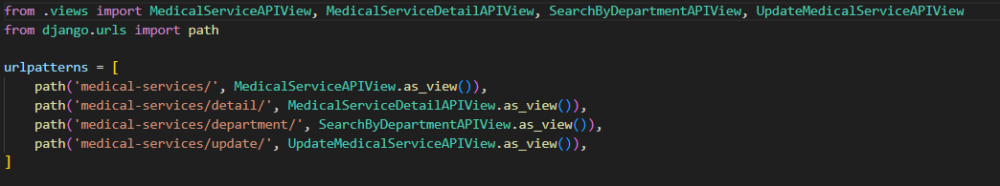 from .views import MedicalServiceAPIView, MedicalServiceDetailAPIView, SearchByDepartmentAPIView, UpdateMedicalServiceAPIView
from django.urls import path
urlpatterns = [
    path('medical-services/', MedicalServiceAPIView.as_view()),
    path('medical-services/detail/', MedicalServiceDetailAPIView.as_view()),
    path('medical-services/department/', SearchByDepartmentAPIView.as_view()),
    path('medical-services/update/', UpdateMedicalServiceAPIView.as_view()),
]